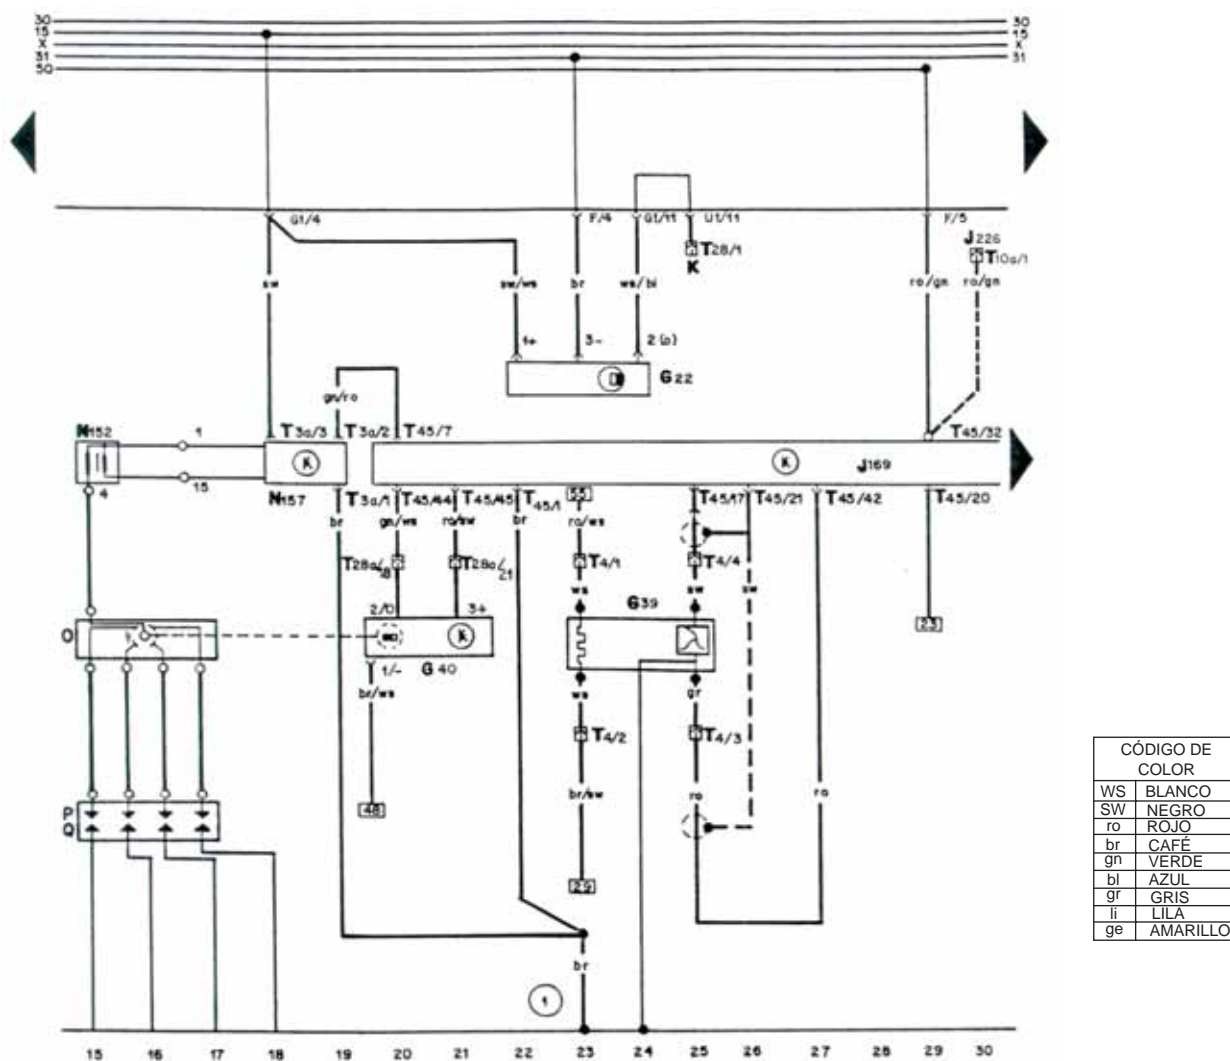 30 30
15 15
X X
31 31
50
G1/4 F/4 G1/11 U1/11 F/5
J226
T28/1 T10a/1
K
sw sw/ws br ws/bl ro/gn ro/gn
1+ 3- 2(o)
G22
gn/ro
N152 1 T3a/3 T3a/2 T45/7 T45/32
K K J169
4 15 N157 T3a/1 T45/44 T45/45 T45/1 55 T45/17 T45/21 T45/42 T45/20
br gn/ws ro/sw br ro/ws
T28a/18 T28a/21 T4/1 T4/4
ws sw sw
2/0 3+ G39
O K 23
1/- G40
br/ws ws gr
T4/2 T4/3
br/sw ro ro
48
P
Q
29
br
1
15 16 17 18 19 20 21 22 23 24 25 26 27 28 29 30
CÓDIGO DE
COLOR
WS BLANCO
SW NEGRO
ro ROJO
br CAFÉ
gn VERDE
bl AZUL
gr GRIS
li LILA
ge AMARILLO